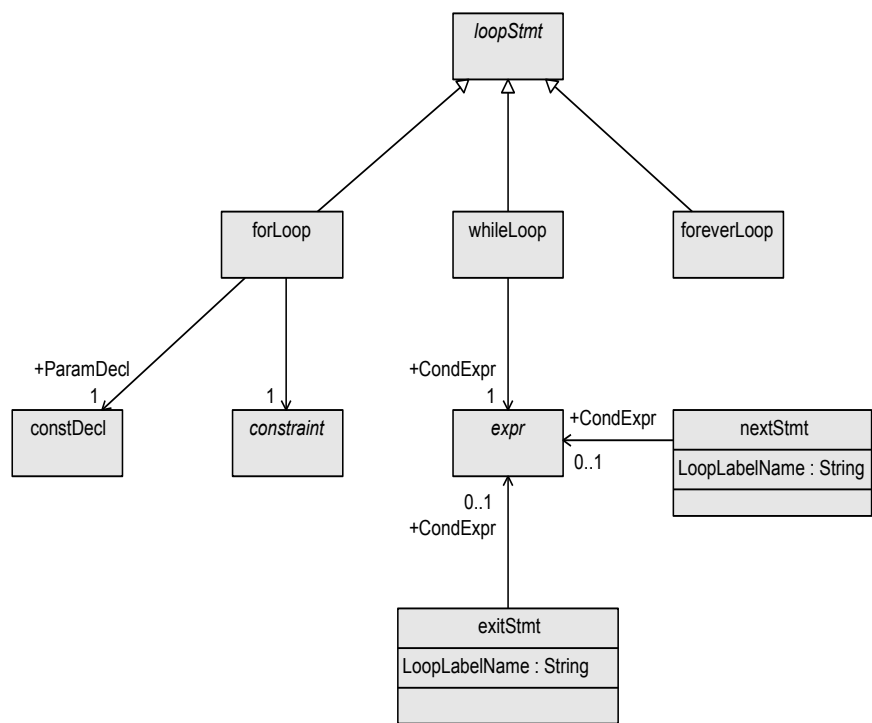 loopStmt
forLoop
whileLoop
foreverLoop
+ParamDecl
1
1
+CondExpr
1
constDecl
constraint
expr
+CondExpr
0..1
nextStmt
LoopLabelName : String
0..1
+CondExpr
exitStmt
LoopLabelName : String